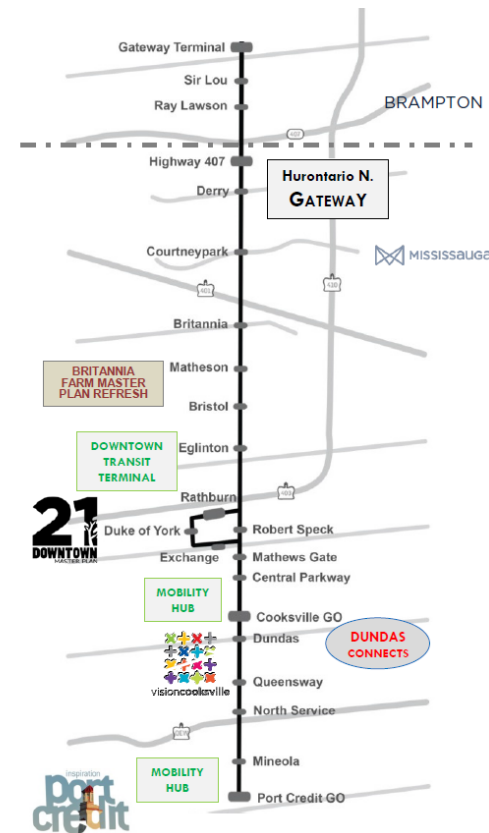 Gateway Terminal
Sir Lou
Ray Lawson
BRAMPTON
407
Highway 407
Hurontario N.
GATEWAY
Derry
Courtneypark
MISSISSAUGA
401
410
Britannia
Matheson
BRITANNIA
FARM MASTER
PLAN REFRESH
Bristol
DOWNTOWN
TRANSIT
TERMINAL
Eglinton
Rathburn
403
21
DOWNTOWN
MASTER PLAN
Duke of York
Robert Speck
Exchange
Mathews Gate
Central Parkway
MOBILITY
HUB
Cooksville GO
Dundas
DUNDAS
CONNECTS
visioncooksville
Queensway
North Service
QEW
Mineola
MOBILITY
HUB
inspiration
port
credit
Port Credit GO